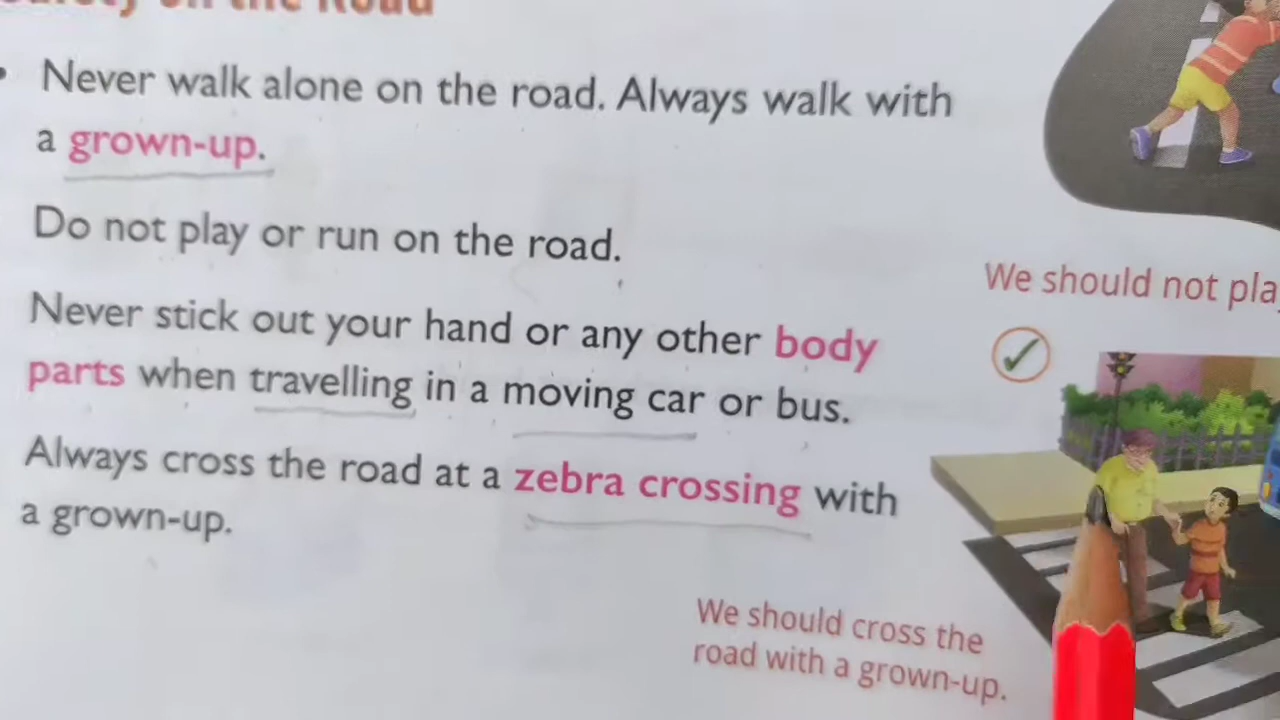 on the Road
Never walk alone on the road. Always walk with
a grown-up.
Do not play or run on the road.
Never stick out your hand or any other body
parts when travelling in a moving car or bus.
Always cross the road at a zebra crossing with
a grown-up.
We should not
We should cross the
road with a grown-up.